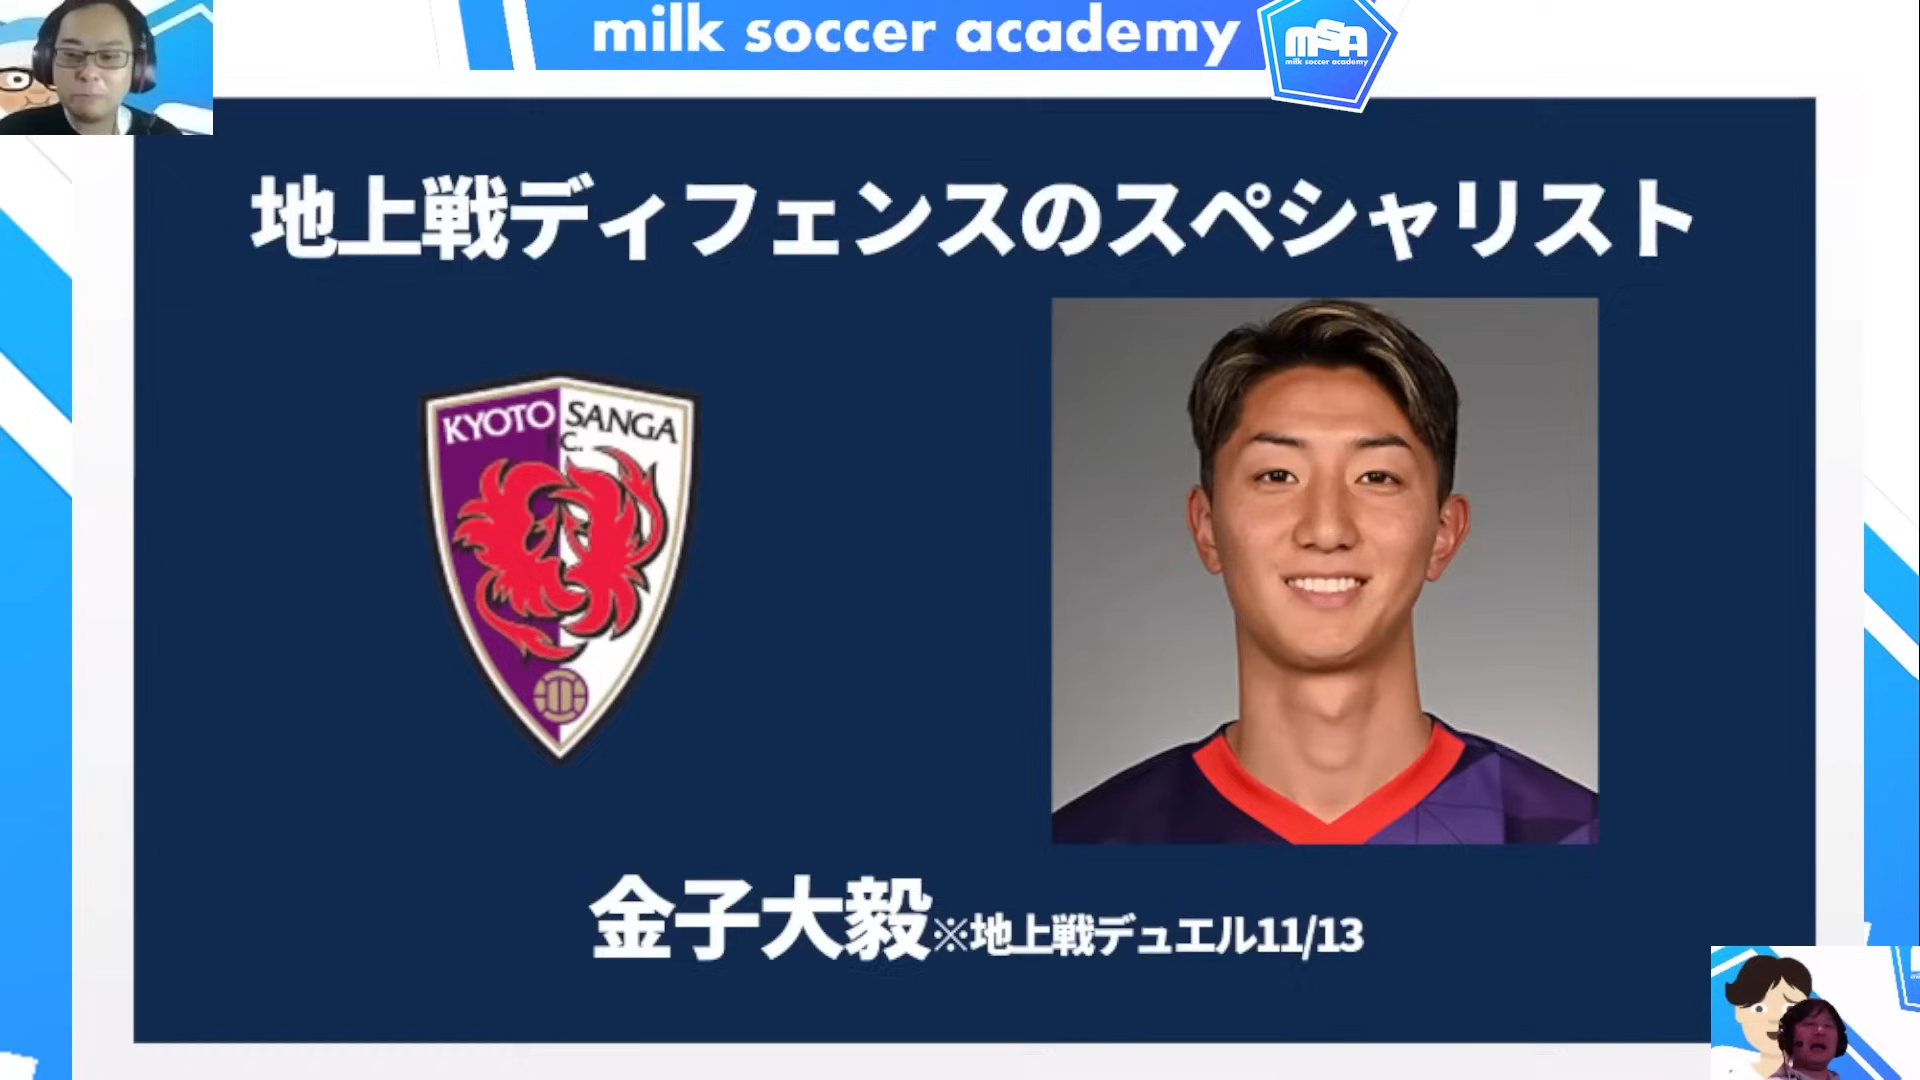 milk soccer academy
MSA
milk soccer academy
地上戦ディフェンスのスペシャリスト
KYOTO SANGA
F.C.
金子大毅※地上戦デュエル11/13